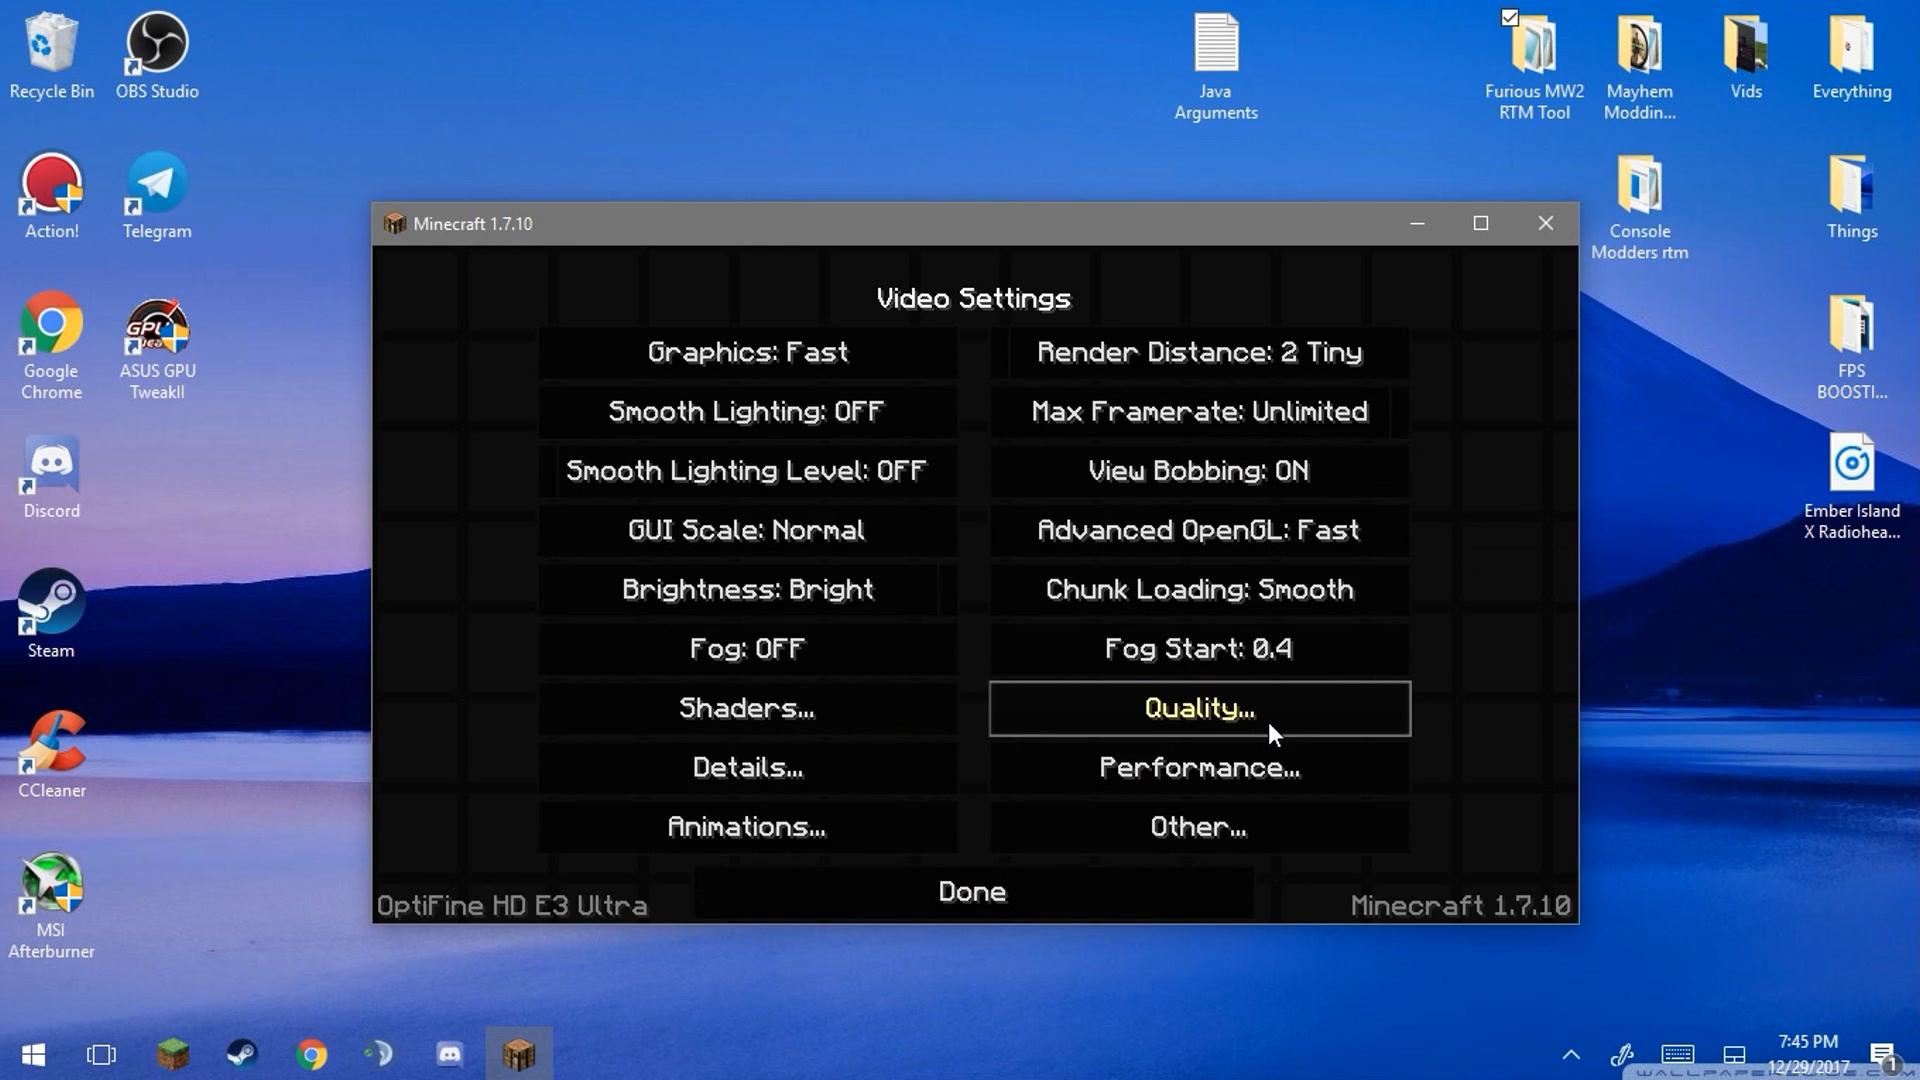 Recycle Bin
OBS Studio
Java
Arguments
Furious MW2
RTM Tool
Mayhem
Moddin...
Vids
Everything
Action!
Telegram
Console
Modders rtm
Things
Google
Chrome
GPU
ASUS GPU
TweakII
FPS
BOOSTI...
Discord
Ember Island
X Radiohea...
Steam
CCleaner
MSI
Afterburner
Minecraft 1.7.10
Video Settings
Graphics: Fast
Render Distance: 2 Tiny
Smooth Lighting: OFF
Max Framerate: Unlimited
Smooth Lighting Level: OFF
View Bobbing: ON
GUI Scale: Normal
Advanced OpenGL: Fast
Brightness: Bright
Chunk Loading: Smooth
Fog: OFF
Fog Start: 0.4
Shaders...
Quality...
Details...
Performance...
Animations...
Other...
Done
OptiFine HD E3 Ultra
Minecraft 1.7.10
7:45 PM
12/29/2017
1